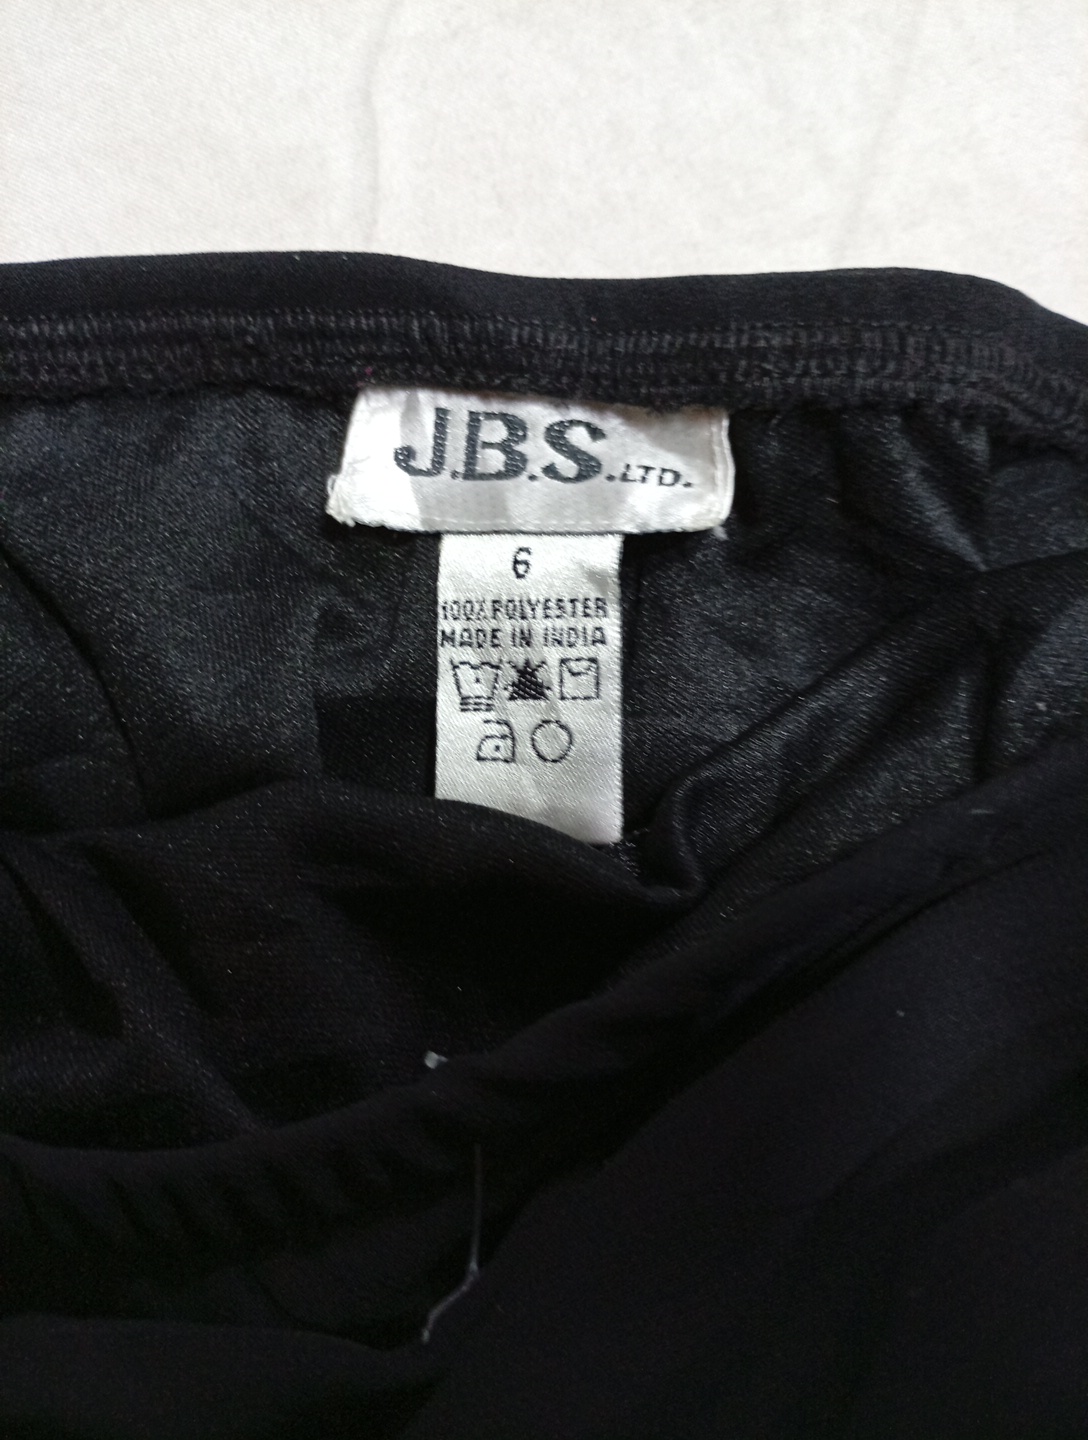 J.B.S.LTD.
6
100% POLYESTER
MADE IN INDIA